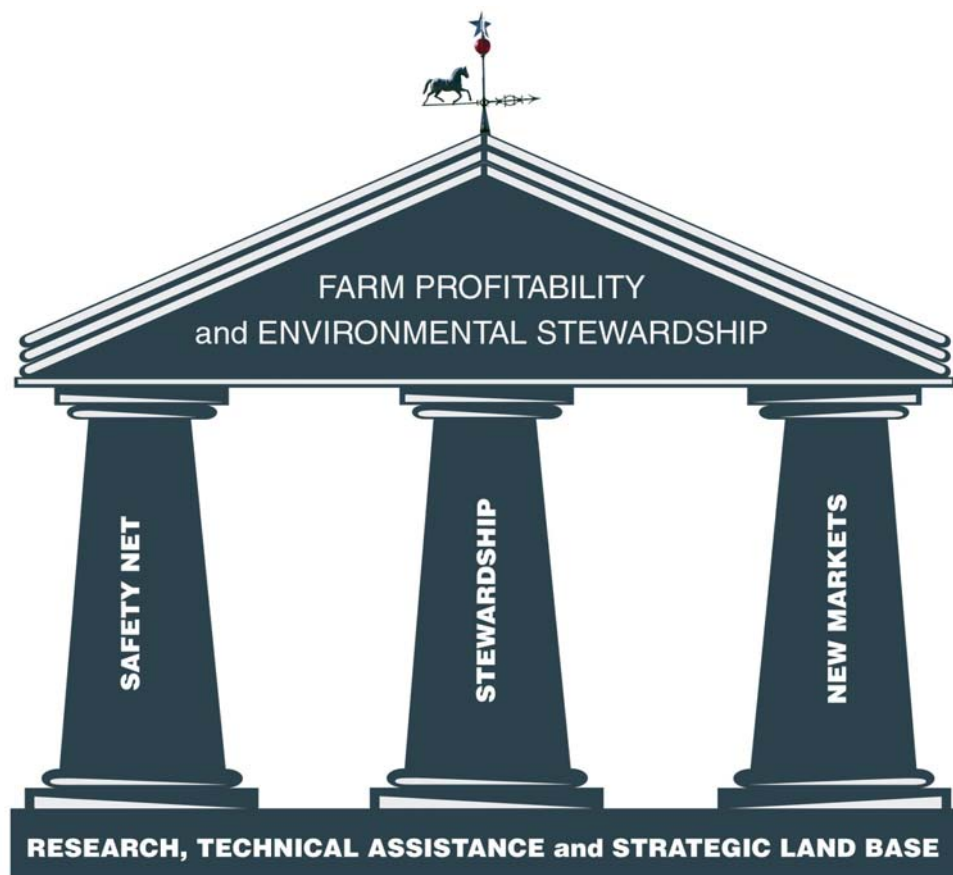 FARM PROFITABILITY
and ENVIRONMENTAL STEWARDSHIP
SAFETY NET
STEWARDSHIP
NEW MARKETS
RESEARCH, TECHNICAL ASSISTANCE and STRATEGIC LAND BASE